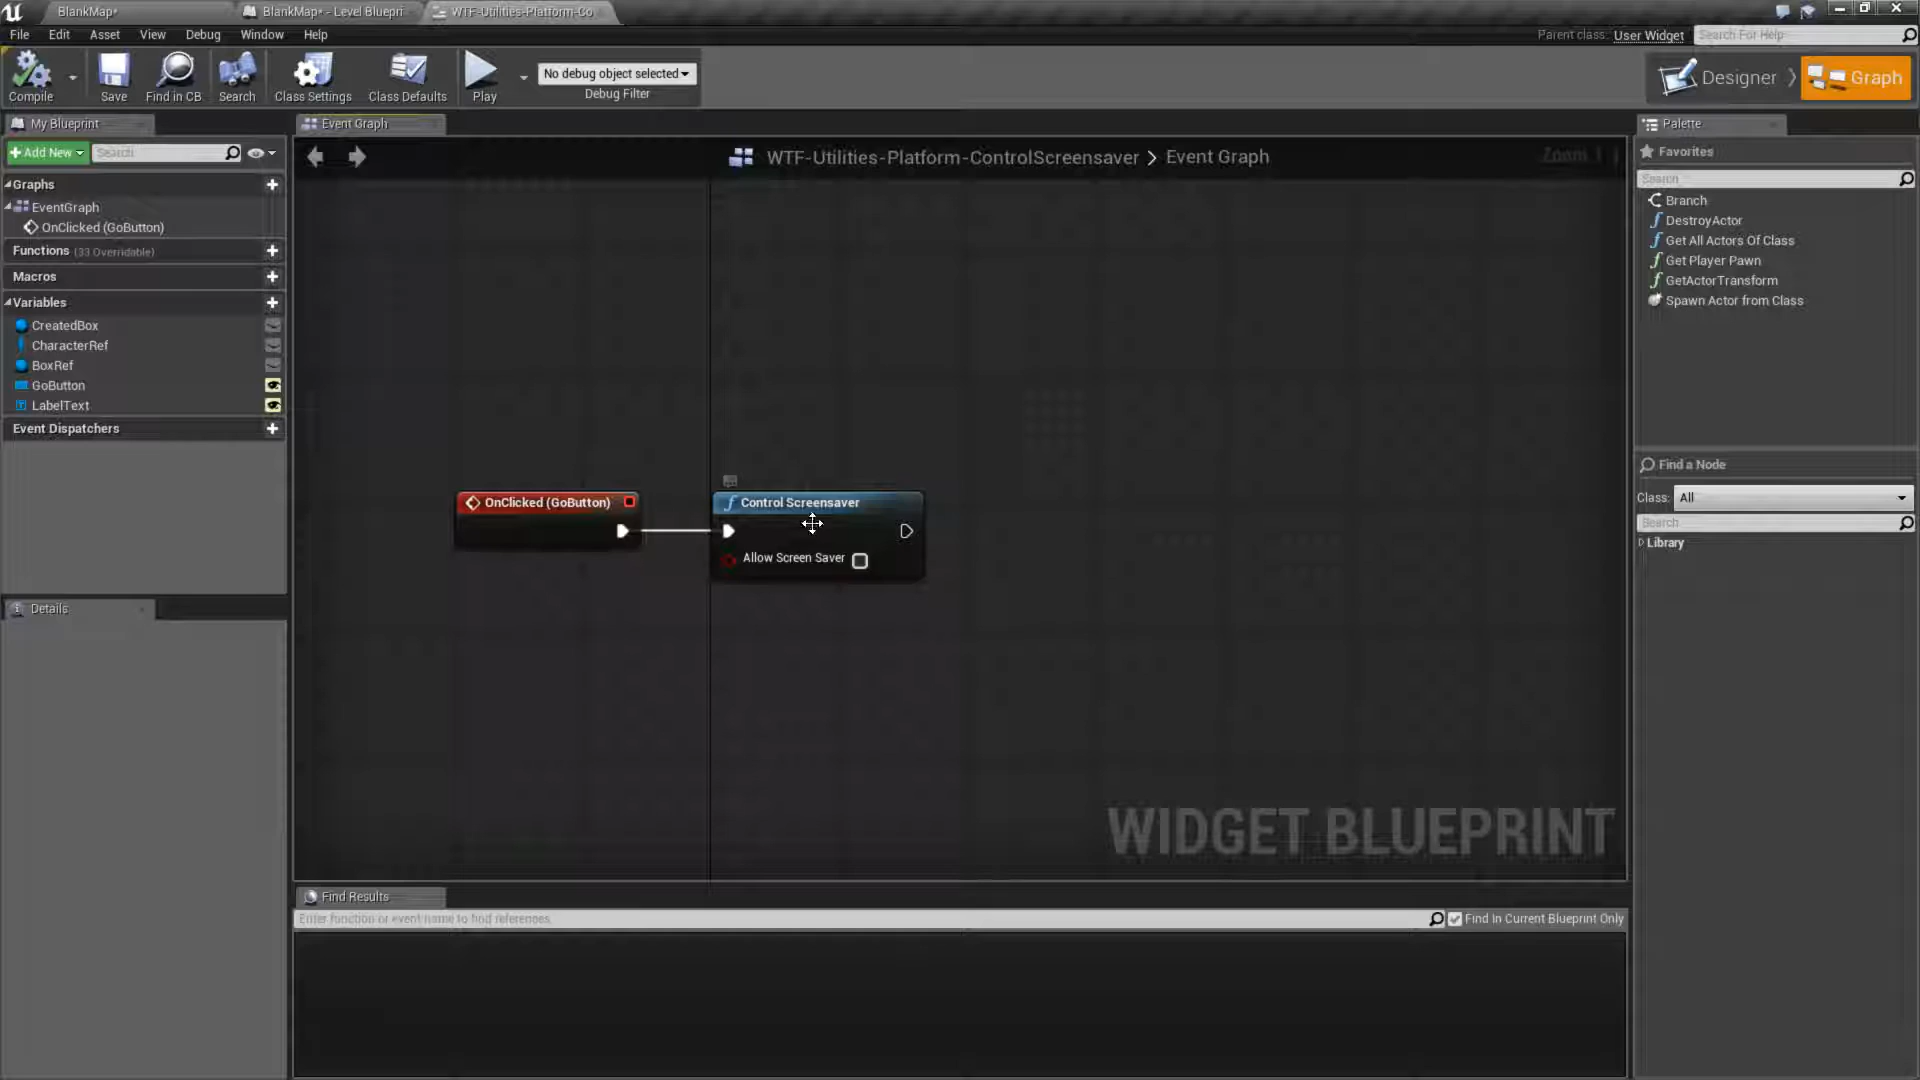 BlankMap*
BlankMap* - Level Bluepri
WTF-Utilities-Platform-Co
File Edit Asset View Debug Window Help
Parent class: User Widget
Search For Help
Compile
Save
Find in CB
Search
Class Settings
Class Defaults
Play
No debug object selected
Debug Filter
Designer
Graph
My Blueprint
Add New
Search
Graphs
EventGraph
OnClicked (GoButton)
Functions (33 Overridable)
Macros
Variables
CreatedBox
CharacterRef
BoxRef
GoButton
LabelText
Event Dispatchers
Details
Event Graph
WTF-Utilities-Platform-ControlScreensaver > Event Graph
Zoom 1:1
OnClicked (GoButton)
Control Screensaver
Allow Screen Saver
WIDGET BLUEPRINT
Find Results
Enter function or event name to find references...
Find In Current Blueprint Only
Palette
Favorites
Search
Branch
DestroyActor
Get All Actors Of Class
Get Player Pawn
GetActorTransform
Spawn Actor from Class
Find a Node
Class: All
Search
Library